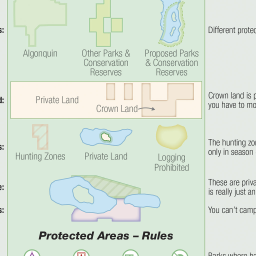 s:
Algonquin
Other Parks &
Conservation
Reserves
Proposed Parks
& Conservation
Reserves
Different protec
d:
Private Land
Crown Land
Crown land is p
you have to mo
s:
Hunting Zones
Private Land
Logging
Prohibited
The hunting zon
only in season
e:
These are priva
is really just an
s:
You can't camp
Protected Areas – Rules